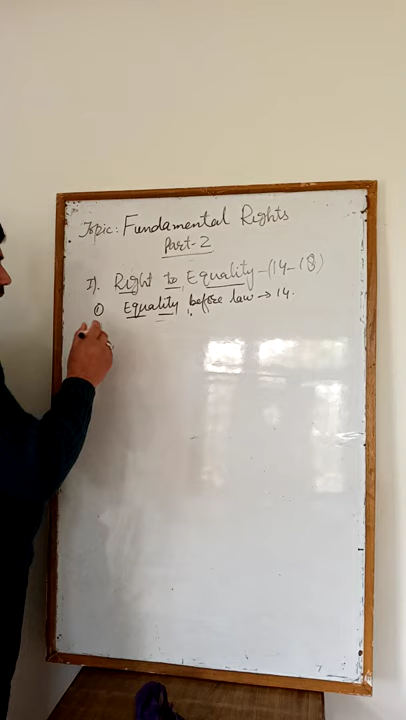 Topic: Fundamental Rights
Part-2
I). Right to Equality-(14-18)
① Equality before law → 14.